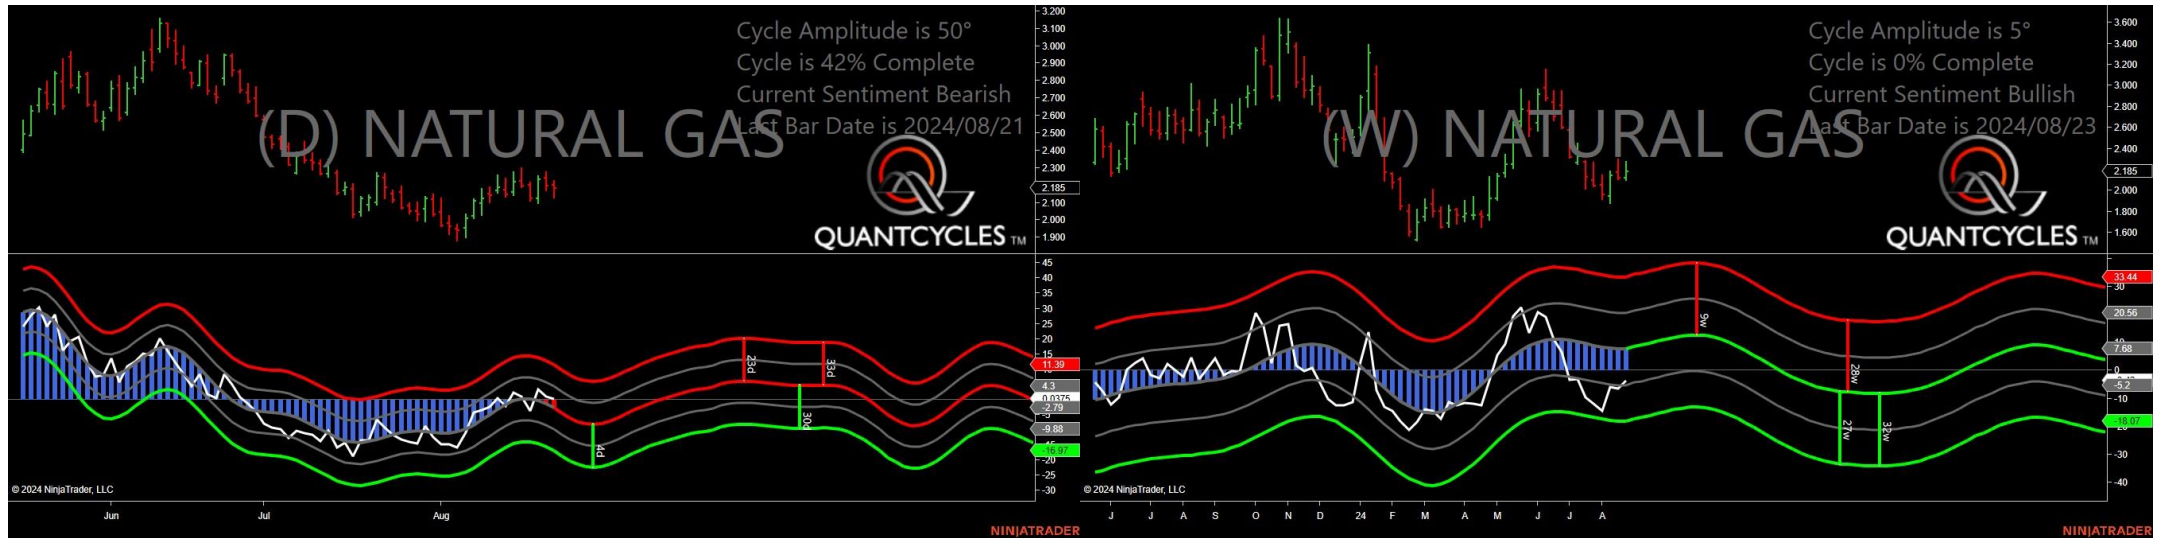 Cycle Amplitude is 50°
Cycle is 42% Complete
Current Sentiment Bearish
Last Bar Date is 2024/08/21
(D) NATURAL GAS
QUANTCYCLES TM
3.200
3.100
3.000
2.900
2.800
2.700
2.600
2.500
2.400
2.300
2.185
2.100
2.000
1.900
45
40
35
30
25
20
15
11.39
4.3
0.0375
-2.79
-9.88
-16.97
-20
-25
-30
23d
33d
30d
4d
© 2024 NinjaTrader, LLC
Jun
Jul
Aug
NINJATRADER
Cycle Amplitude is 5°
Cycle is 0% Complete
Current Sentiment Bullish
Last Bar Date is 2024/08/23
(W) NATURAL GAS
QUANTCYCLES TM
3.600
3.400
3.200
3.000
2.800
2.600
2.400
2.185
2.000
1.800
1.600
33.44
30
20.56
7.68
0
-5.2
-10
-18.07
-30
-40
9w
28w
27w
32w
© 2024 NinjaTrader, LLC
J
J
A
S
O
N
D
24
F
M
A
M
J
J
A
NINJATRADER